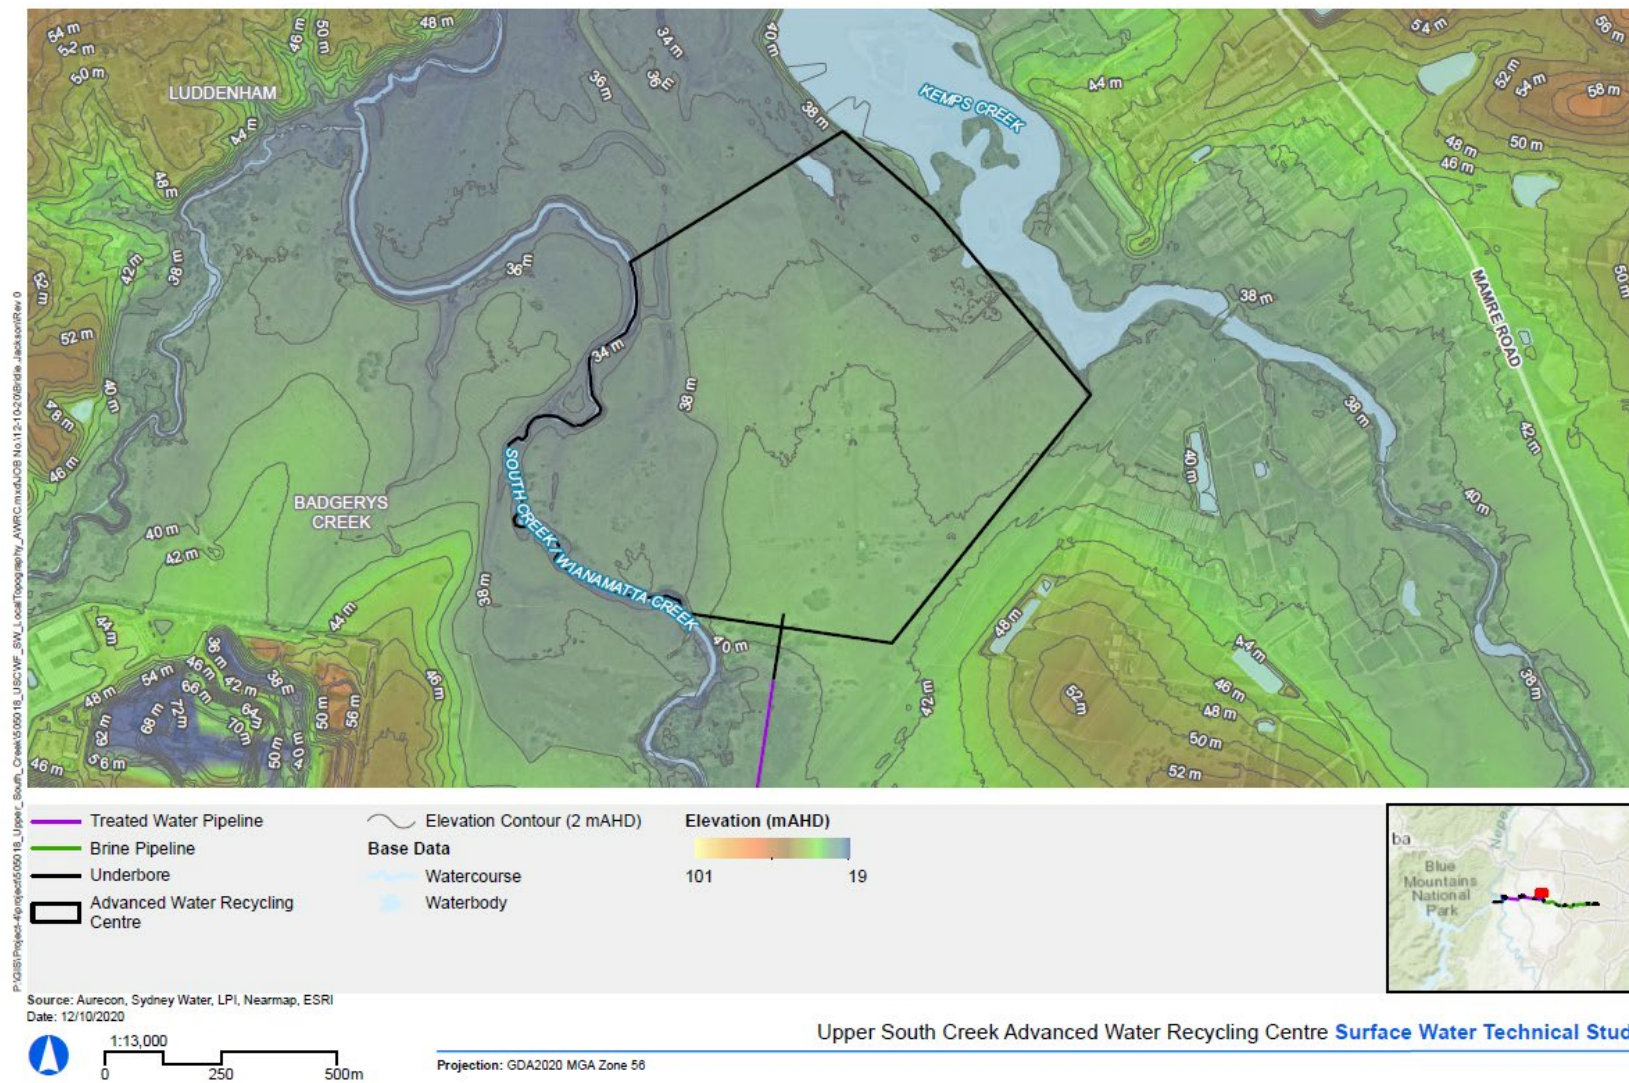 54 m
52 m
50 m
46 m
50 m
48 m
34 m
36 m
36 m
40 m
38 m
54 m
56 m
52 m
54 m
58 m
LUDDENHAM
44 m
KEMPS CREEK
44 m
48 m
50 m
46 m
48 m
42 m
38 m
52 m
36 m
38 m
MAMRE ROAD
50 m
52 m
34 m
40 m
38 m
48 m
46 m
38 m
42 m
40 m
40 m
SOUTH CREEK / WIANAMATTA CREEK
BADGERYS
CREEK
40 m
42 m
38 m
44 m
44 m
40 m
48 m
44 m
36 m
46 m
54 m
66 m
42 m
38 m
46 m
48 m
62 m
68 m
72 m
64 m
70 m
50 m
56 m
50 m
40 m
46 m
56 m
42 m
52 m
46 m
48 m
50 m
52 m
38 m
Treated Water Pipeline
Brine Pipeline
Underbore
Advanced Water Recycling
Centre
Elevation Contour (2 mAHD)
Base Data
Watercourse
Waterbody
Elevation (mAHD)
101
19
ba
Blue
Mountains
National
Park
Source: Aurecon, Sydney Water, LPI, Nearmap, ESRI
Date: 12/10/2020
1:13,000
0
250
500m
Projection: GDA2020 MGA Zone 56
Upper South Creek Advanced Water Recycling Centre Surface Water Technical Stud